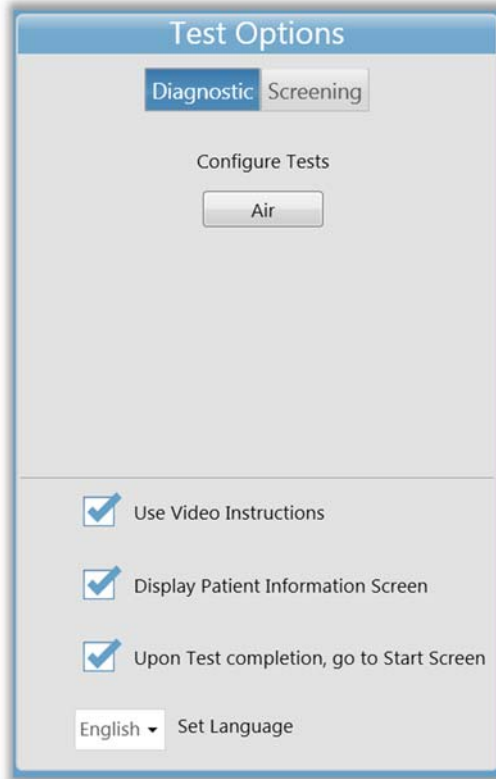 Test Options
Diagnostic Screening
Configure Tests
Air
Use Video Instructions
Display Patient Information Screen
Upon Test completion, go to Start Screen
English Set Language